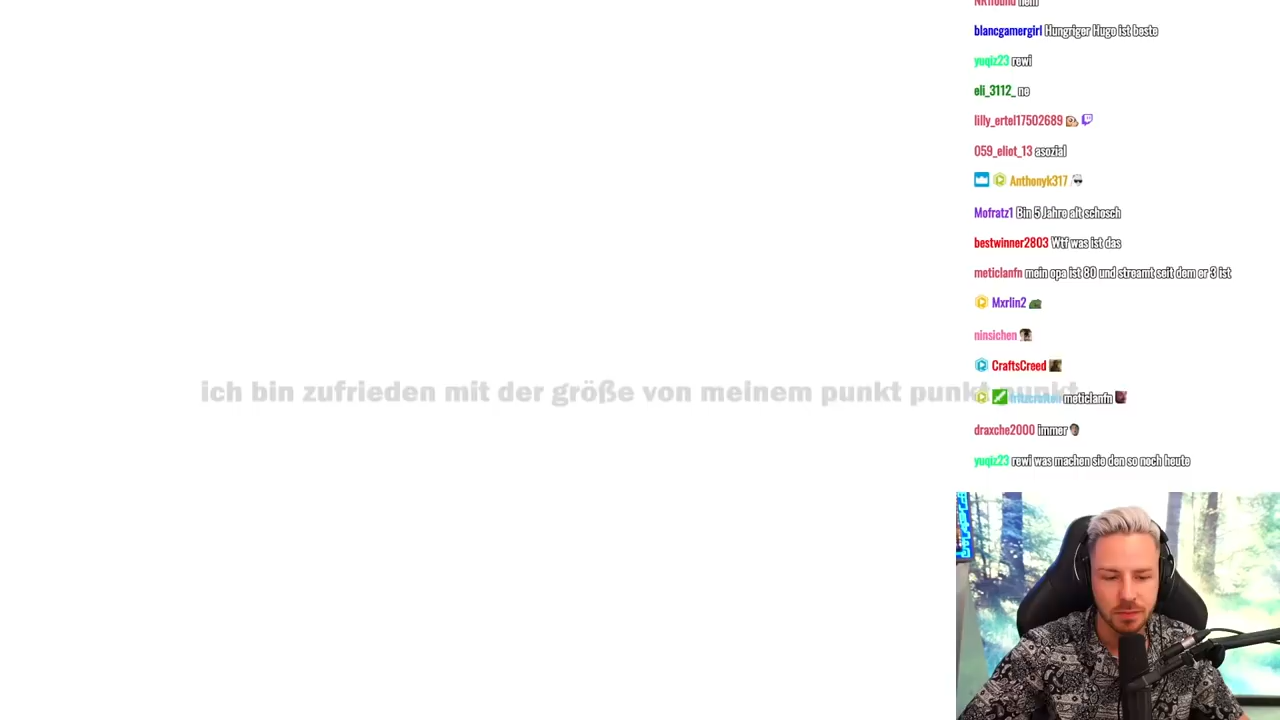 blancgamergirl Hungriger Hugo ist beste
yuqiz23 rewi
eli_3112_ ne
lilly_ertel17502689
059_eliot_13 asozial
Anthonyk317
Mofratz1 Bin 5 Jahre alt schosch
bestwinner2803 Wtf was ist das
meticlanfn mein opa ist 80 und streamt seit dem er 3 ist
Mxrlin2
ninsichen
CraftsCreed
ich bin zufrieden mit der größe von meinem punkt punkt punkt
meticlanfn
draxche2000 immer
yuqiz23 rewi was machen sie den so noch heute